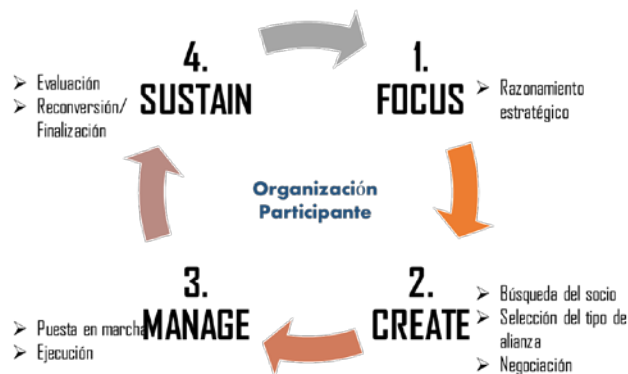 4.
SUSTAIN
➢ Evaluación
➢ Reconversión/
Finalización
1.
FOCUS
➢ Razonamiento
estratégico
Organización
Participante
3.
MANAGE
➢ Puesta en marcha
➢ Ejecución
2.
CREATE
➢ Búsqueda del socio
➢ Selección del tipo de
alianza
➢ Negociación